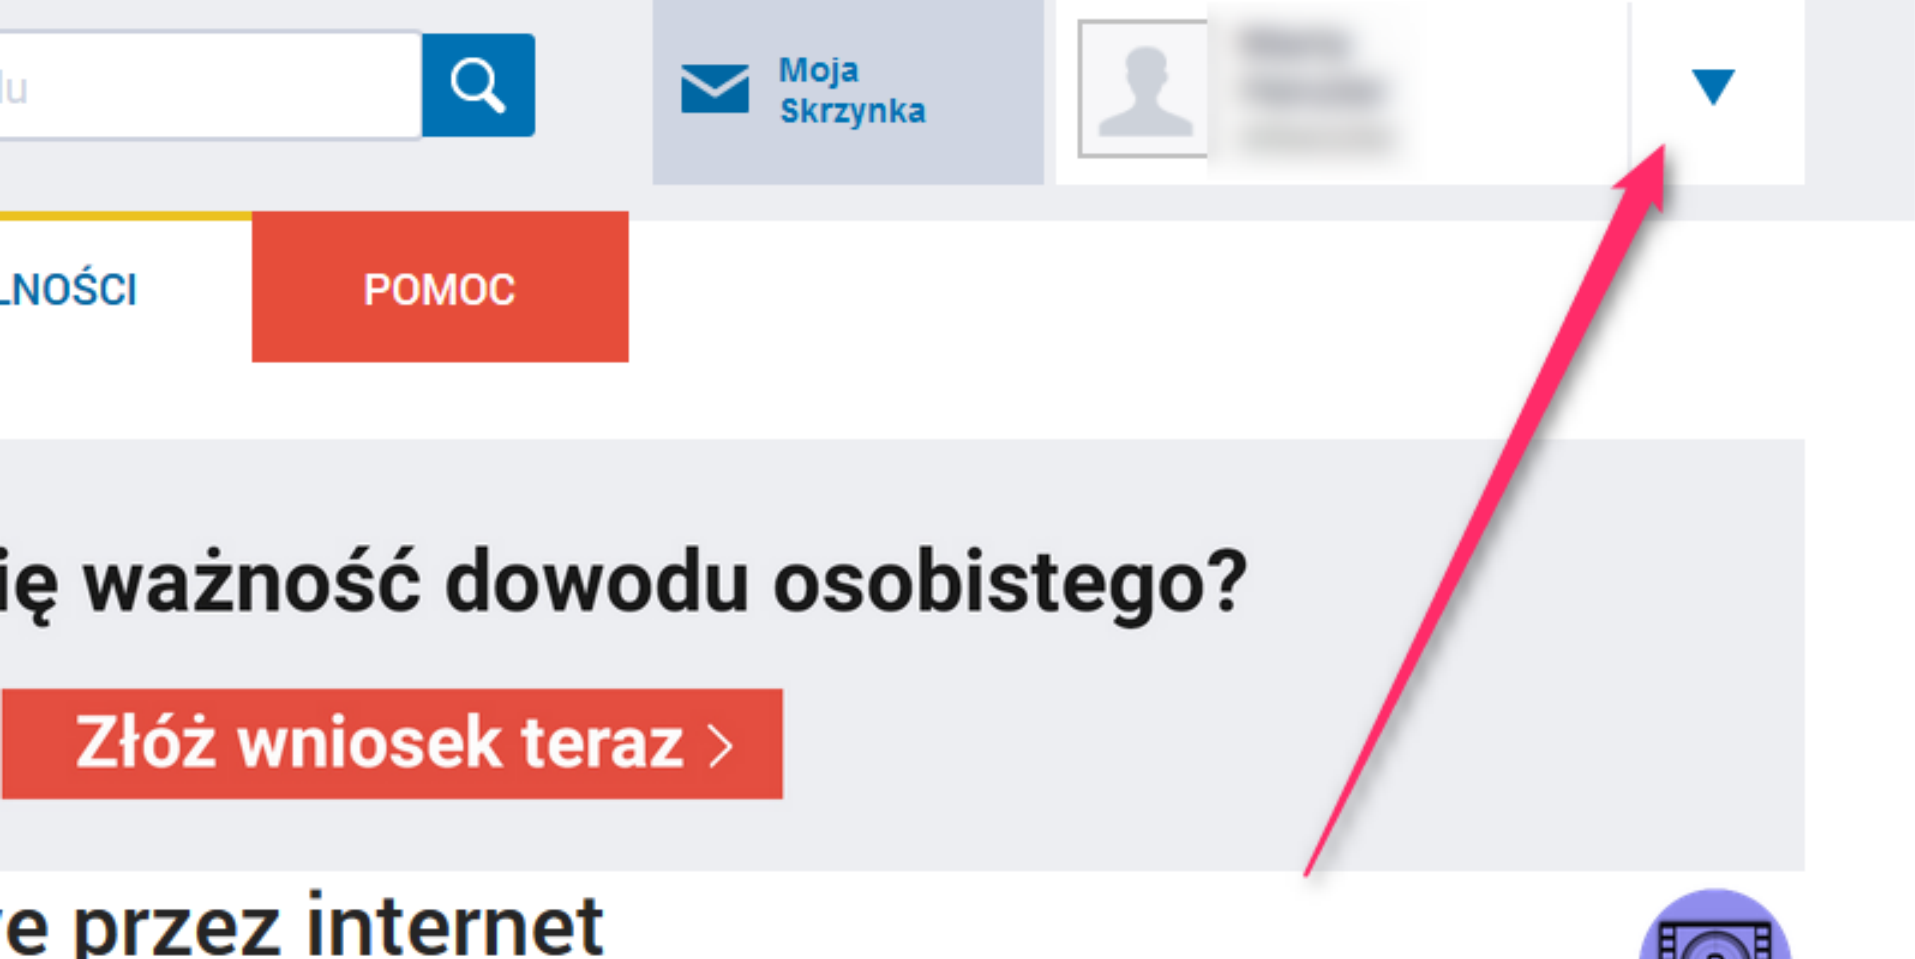 lu
Moja
Skrzynka
LNOŚCI
POMOC
ię ważność dowodu osobistego?
Złóż wniosek teraz >
e przez internet